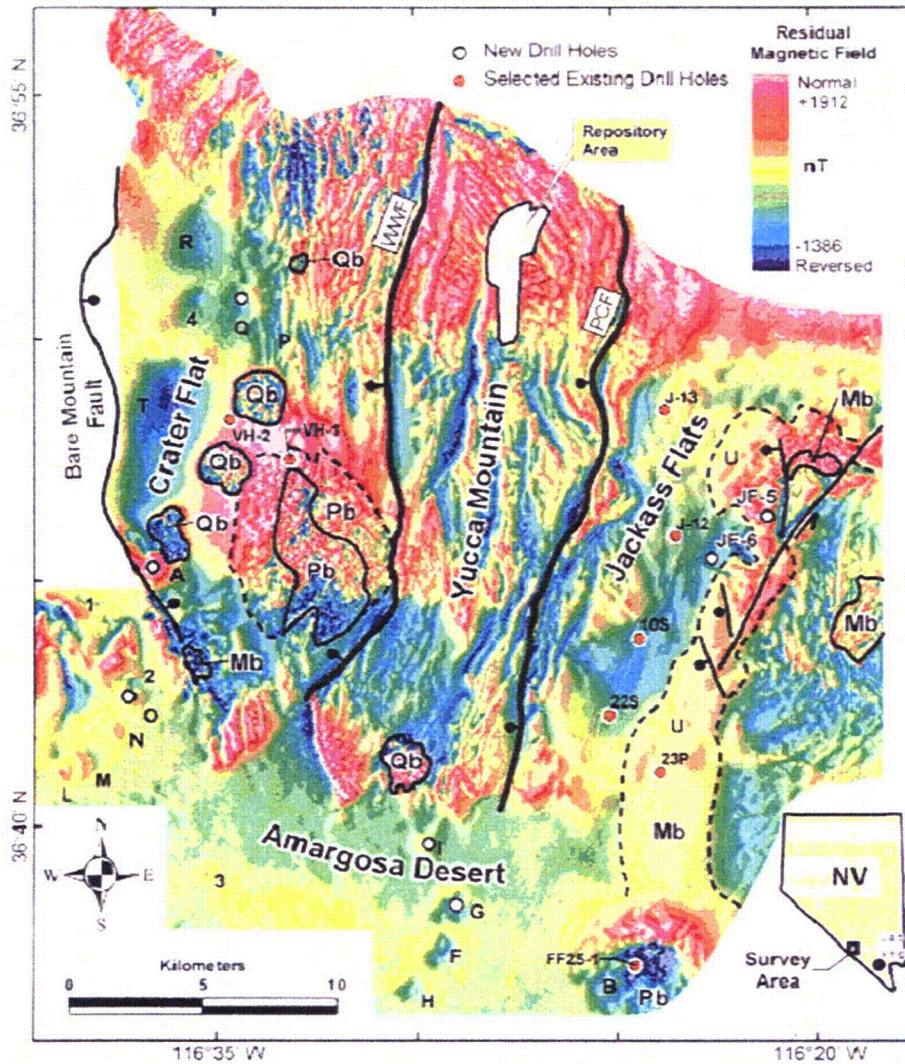 New Drill Holes
Selected Existing Drill Holes
Residual
Magnetic Field
Normal
+1912
nT
-1386
Reversed
36°55' N
Repository
Area
WWF
PCF
R
Qb
4
Q
P
Bare Mountain
Fault
T
Crater Flat
Qb
VH-2
VH-1
Qb
Qb
Pb
Pb
A
Yucca Mountain
Jackass Flats
J-13
Mb
U
JF-5
J-12
JF-6
Mb
10S
22S
U
23P
Mb
1
Mb
2
O
N
M
L
Qb
36°40' N
Amargosa Desert
I
3
G
F
H
FF25-1
B
Pb
N
W
E
S
Kilometers
0
5
10
NV
Survey
Area
116°35' W
116°20' W